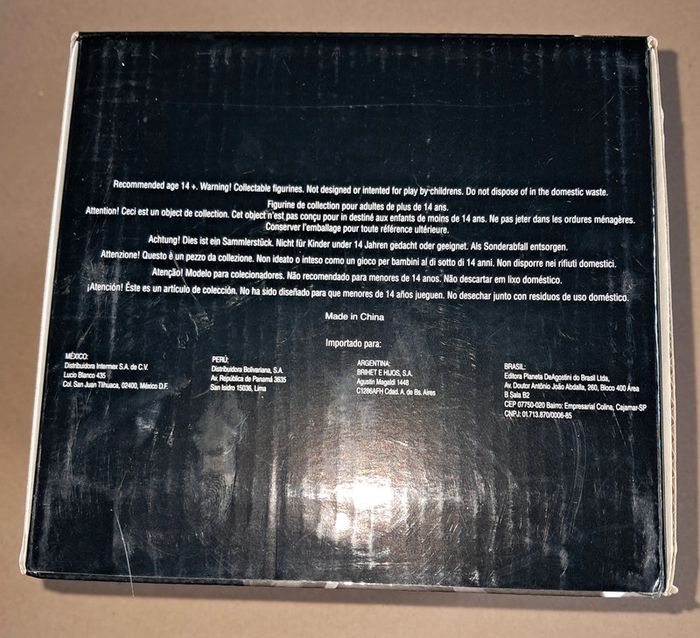 Recommended age 14 +. Warning! Collectable figurines. Not designed or intented for play by childrens. Do not dispose of in the domestic waste.
Figurine de collection pour adultes de plus de 14 ans.
Attention! Ceci est un object de collection. Cet object n'est pas conçu pour in destiné aux enfants de moins de 14 ans. Ne pas jeter dans les ordures ménagères.
Conserver l'emballage pour toute référence ultérieure.
Achtung! Dies ist ein Sammlerstück. Nicht für Kinder under 14 Jahren gedacht oder geeignet. Als Sonderabfall entsorgen.
Attenzione! Questo è un pezzo da collezione. Non ideato o inteso come un gioco per bambini al di sotto di 14 anni. Non disporre nei rifiuti domestici.
Atenção! Modelo para colecionadores. Não recomendado para menores de 14 anos. Não descartar em lixo doméstico.
¡Atención! Éste es un artículo de colección. No ha sido diseñado para que menores de 14 años jueguen. No desechar junto con residuos de uso doméstico.
Made in China
Importado para:
MÉXICO:
Distribuidora Intermex S.A. de C.V.
Lucio Blanco 435
Col. San Juan Tlihuaca, 02400, México D.F.
PERÚ:
Distribuidora Bolivariana, S.A.
Av. República de Panamá 3635
San Isidro 15036, Lima
ARGENTINA:
BRIHET E HIJOS, S.A.
Agustín Magaldi 1448
C1286AFH Cdad. A. de Bs. Aires
BRASIL:
Editora Planeta DeAgostini do Brasil Ltda,
Av. Doutor Antônio João Abdalla, 260, Bloco 400 Área
B Sala B2
CEP 07750-020 Bairro: Empresarial Colina, Cajamar-SP
CNPJ: 01.713.870/0006-85